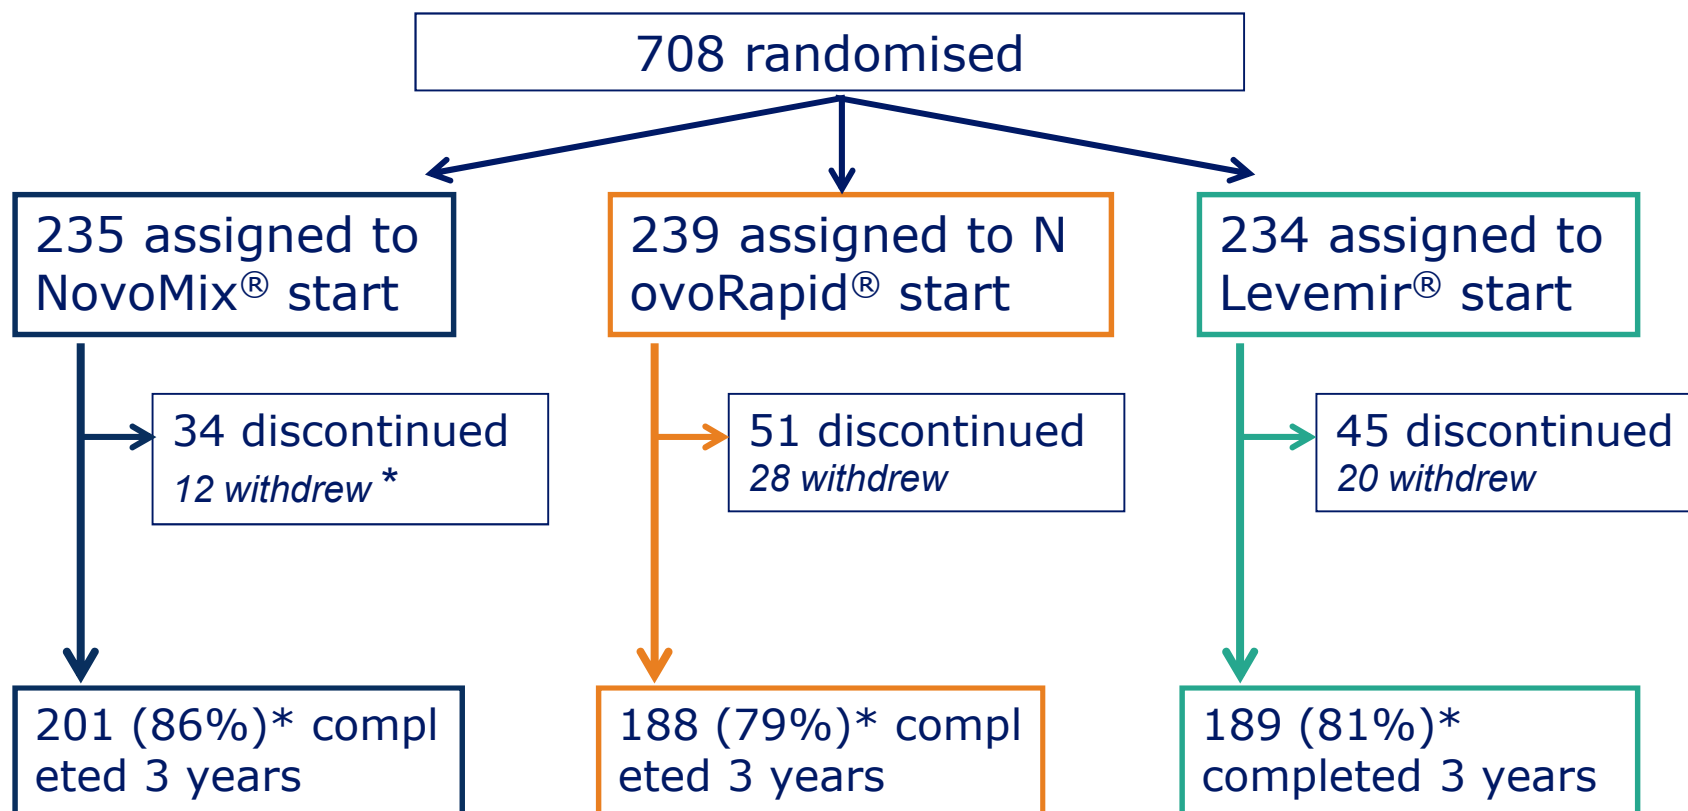 708 randomised
235 assigned to
NovoMix® start
239 assigned to N
ovoRapid® start
234 assigned to
Levemir® start
34 discontinued
12 withdrew *
51 discontinued
28 withdrew
45 discontinued
20 withdrew
201 (86%)* compl
eted 3 years
188 (79%)* compl
eted 3 years
189 (81%)*
completed 3 years